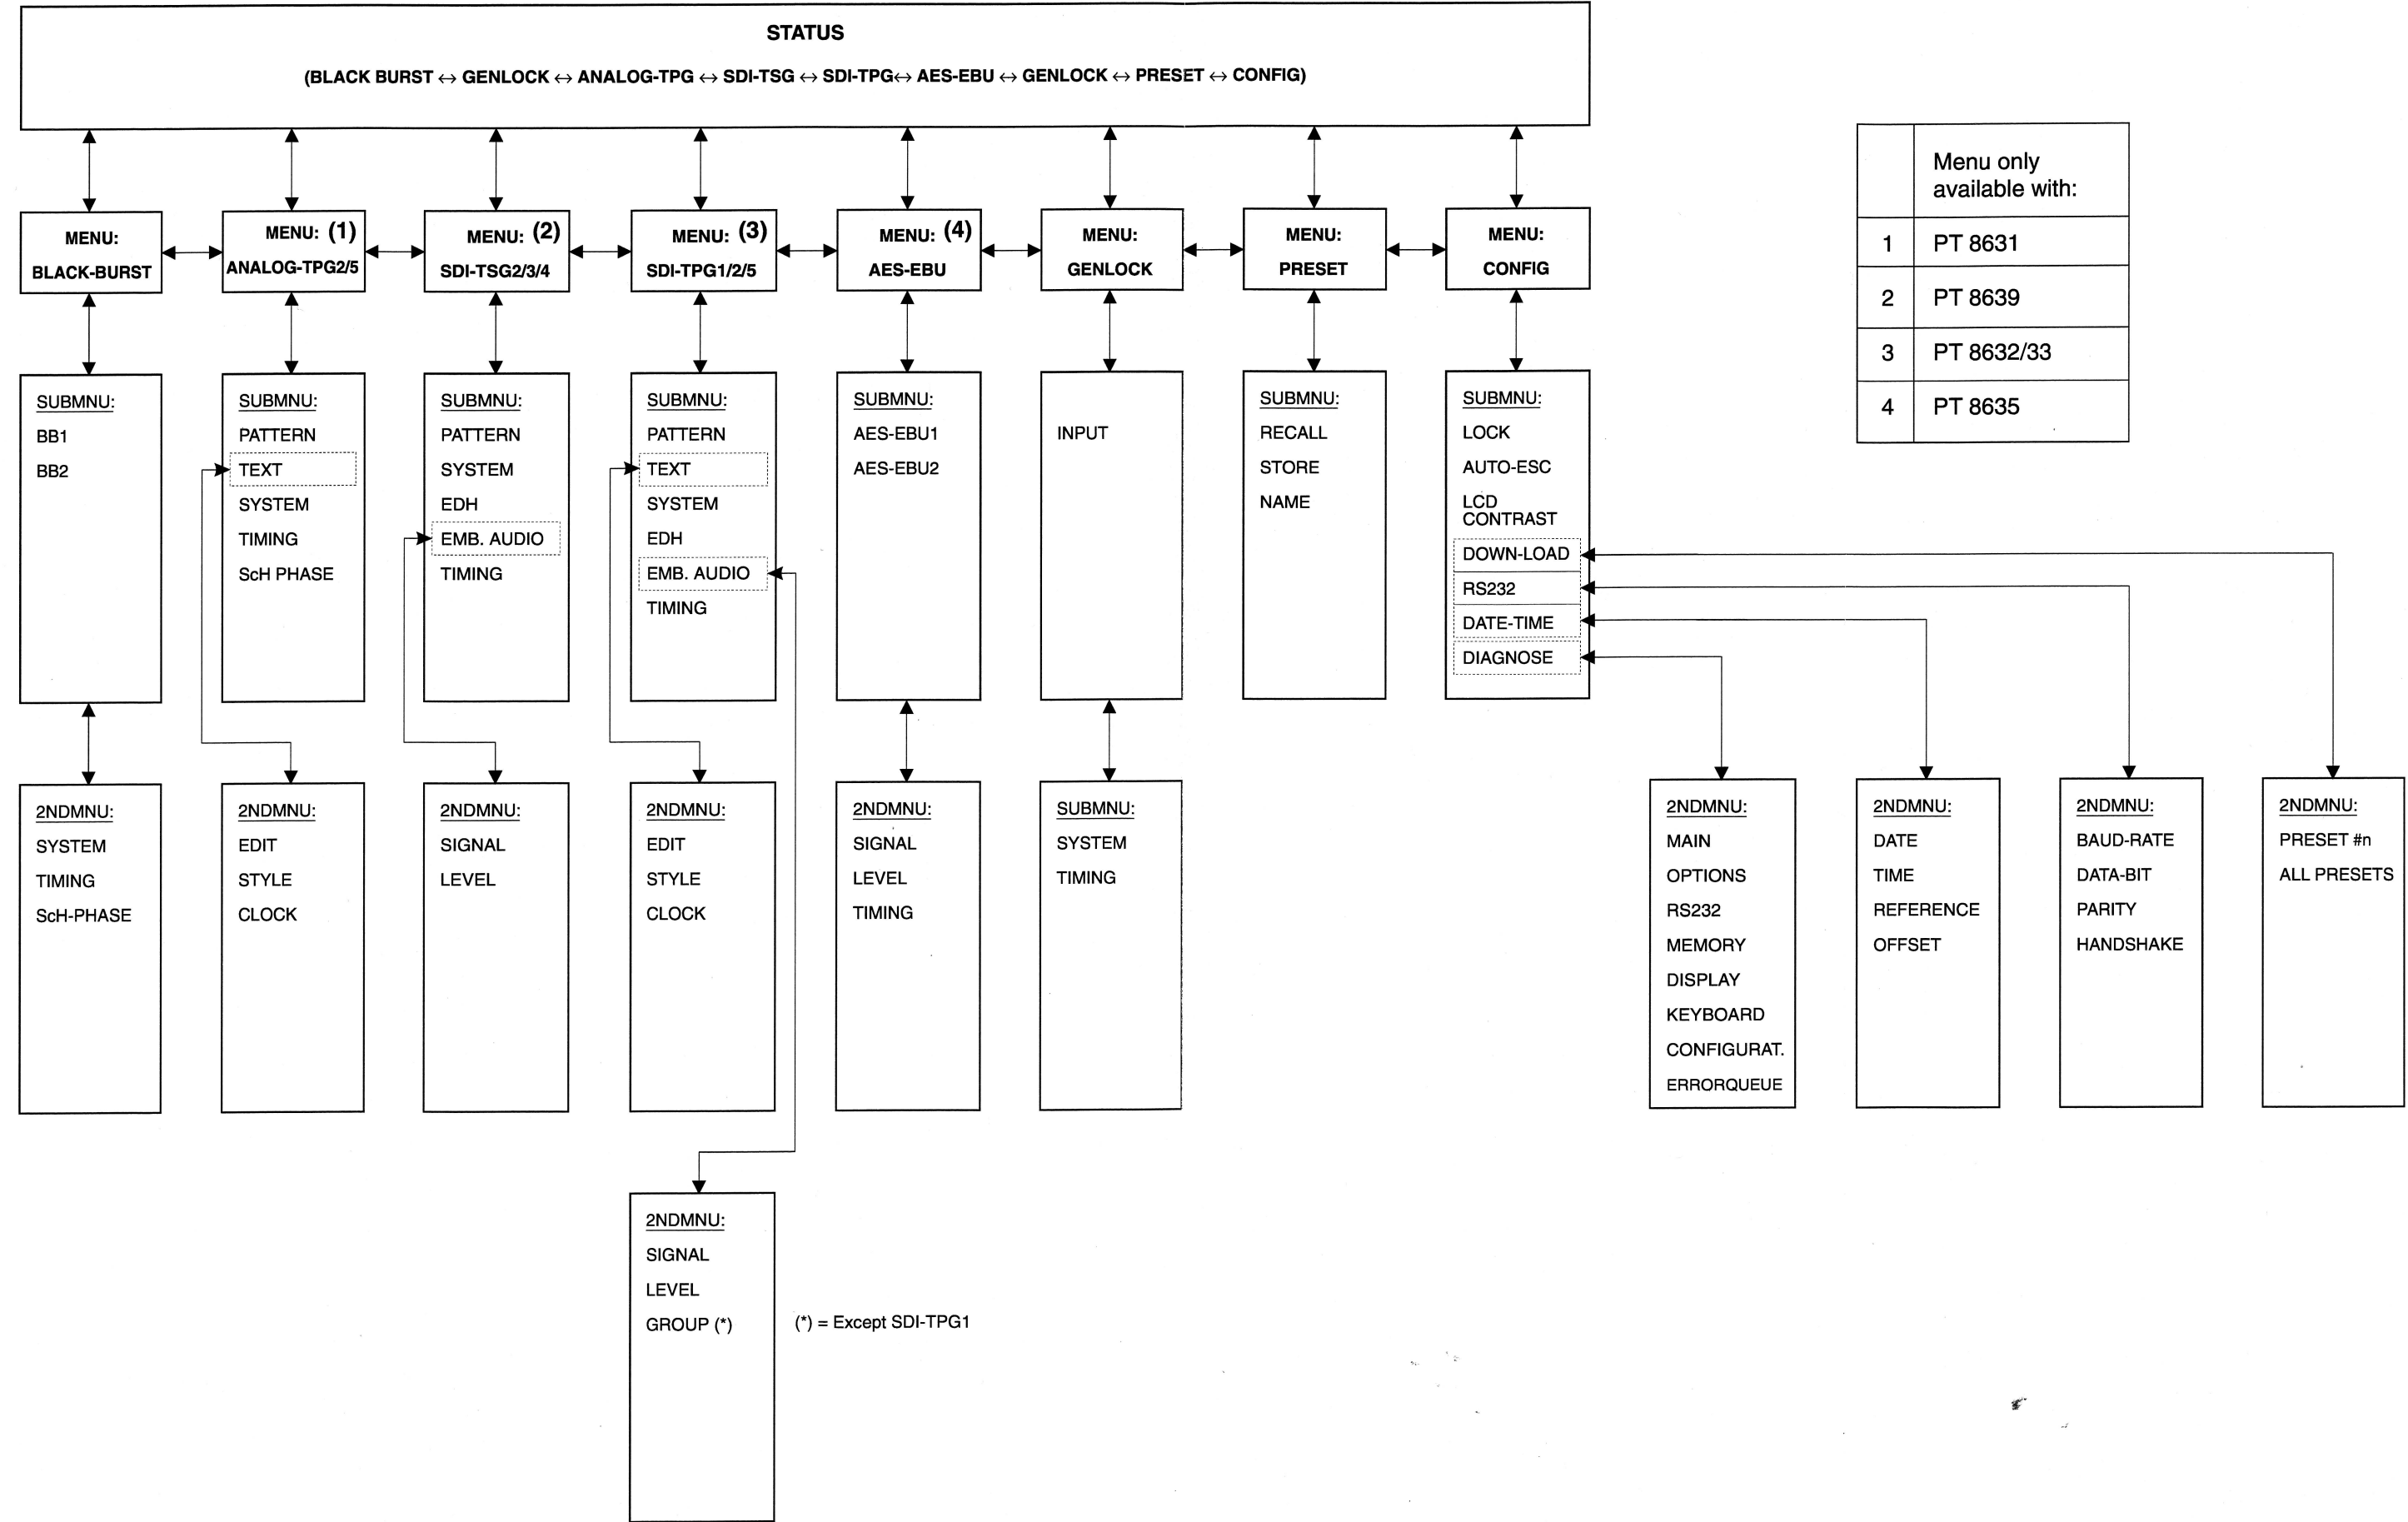 STATUS
(BLACK BURST ↔ GENLOCK ↔ ANALOG-TPG ↔ SDI-TSG ↔ SDI-TPG↔ AES-EBU ↔ GENLOCK ↔ PRESET ↔ CONFIG)
Menu only
available with:
1 PT 8631
2 PT 8639
3 PT 8632/33
4 PT 8635
MENU:
BLACK-BURST
MENU: (1)
ANALOG-TPG2/5
MENU: (2)
SDI-TSG2/3/4
MENU: (3)
SDI-TPG1/2/5
MENU: (4)
AES-EBU
MENU:
GENLOCK
MENU:
PRESET
MENU:
CONFIG
SUBMNU:
BB1
BB2
SUBMNU:
PATTERN
TEXT
SYSTEM
TIMING
ScH PHASE
SUBMNU:
PATTERN
SYSTEM
EDH
EMB. AUDIO
TIMING
SUBMNU:
PATTERN
TEXT
SYSTEM
EDH
EMB. AUDIO
TIMING
SUBMNU:
AES-EBU1
AES-EBU2
INPUT
SUBMNU:
RECALL
STORE
NAME
SUBMNU:
LOCK
AUTO-ESC
LCD
CONTRAST
DOWN-LOAD
RS232
DATE-TIME
DIAGNOSE
2NDMNU:
SYSTEM
TIMING
ScH-PHASE
2NDMNU:
EDIT
STYLE
CLOCK
2NDMNU:
SIGNAL
LEVEL
2NDMNU:
EDIT
STYLE
CLOCK
2NDMNU:
SIGNAL
LEVEL
TIMING
SUBMNU:
SYSTEM
TIMING
2NDMNU:
MAIN
OPTIONS
RS232
MEMORY
DISPLAY
KEYBOARD
CONFIGURAT.
ERRORQUEUE
2NDMNU:
DATE
TIME
REFERENCE
OFFSET
2NDMNU:
BAUD-RATE
DATA-BIT
PARITY
HANDSHAKE
2NDMNU:
PRESET #n
ALL PRESETS
2NDMNU:
SIGNAL
LEVEL
GROUP (*)
(*) = Except SDI-TPG1